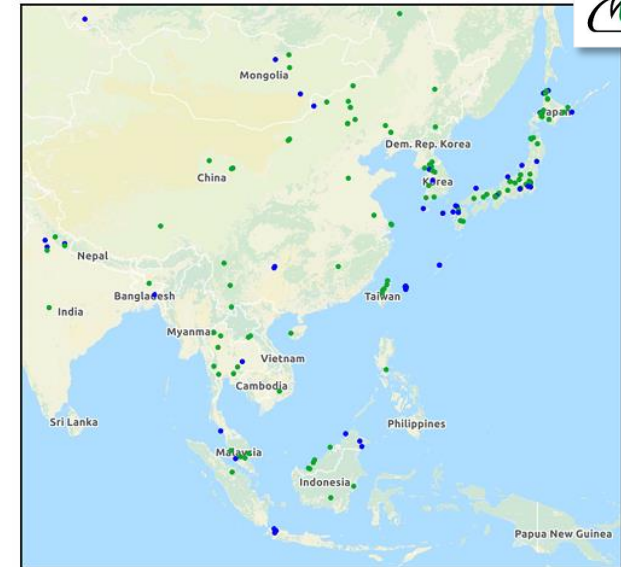 Mongolia
Dem. Rep. Korea
Japan
China
Korea
Nepal
Bangladesh
Taiwan
India
Myanmar
Vietnam
Cambodia
Sri Lanka
Philippines
Malaysia
Indonesia
Papua New Guinea